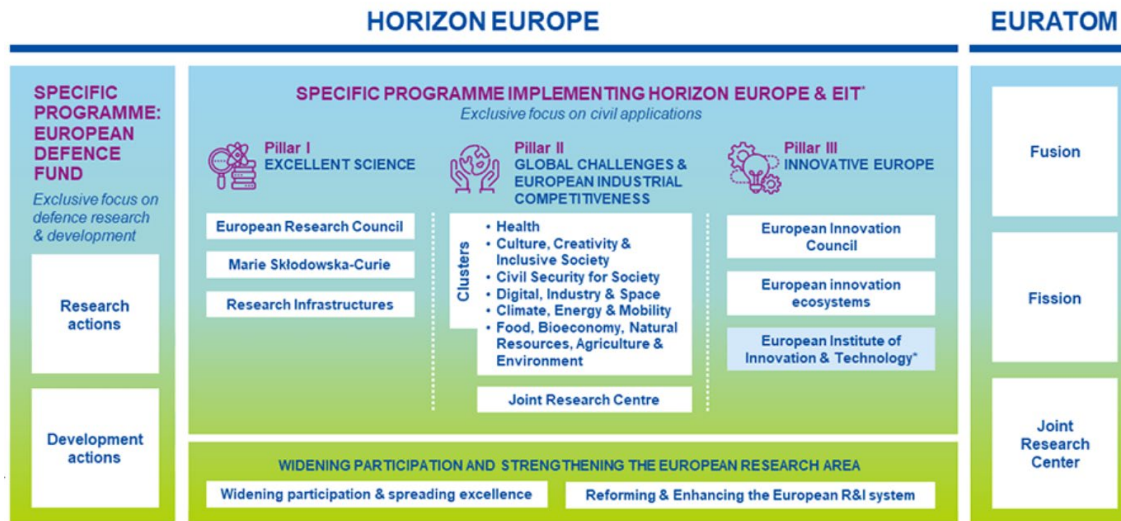 HORIZON EUROPE
EURATOM
SPECIFIC
PROGRAMME:
EUROPEAN
DEFENCE
FUND
Exclusive focus on
defence research
& development
Research
actions
Development
actions
SPECIFIC PROGRAMME IMPLEMENTING HORIZON EUROPE & EIT*
Exclusive focus on civil applications
Pillar I
EXCELLENT SCIENCE
European Research Council
Marie Skłodowska-Curie
Research Infrastructures
Pillar II
GLOBAL CHALLENGES &
EUROPEAN INDUSTRIAL
COMPETITIVENESS
Clusters
• Health
• Culture, Creativity &
Inclusive Society
• Civil Security for Society
• Digital, Industry & Space
• Climate, Energy & Mobility
• Food, Bioeconomy, Natural
Resources, Agriculture &
Environment
Joint Research Centre
Pillar III
INNOVATIVE EUROPE
European Innovation
Council
European innovation
ecosystems
European Institute of
Innovation & Technology*
WIDENING PARTICIPATION AND STRENGTHENING THE EUROPEAN RESEARCH AREA
Widening participation & spreading excellence
Reforming & Enhancing the European R&I system
Fusion
Fission
Joint
Research
Center